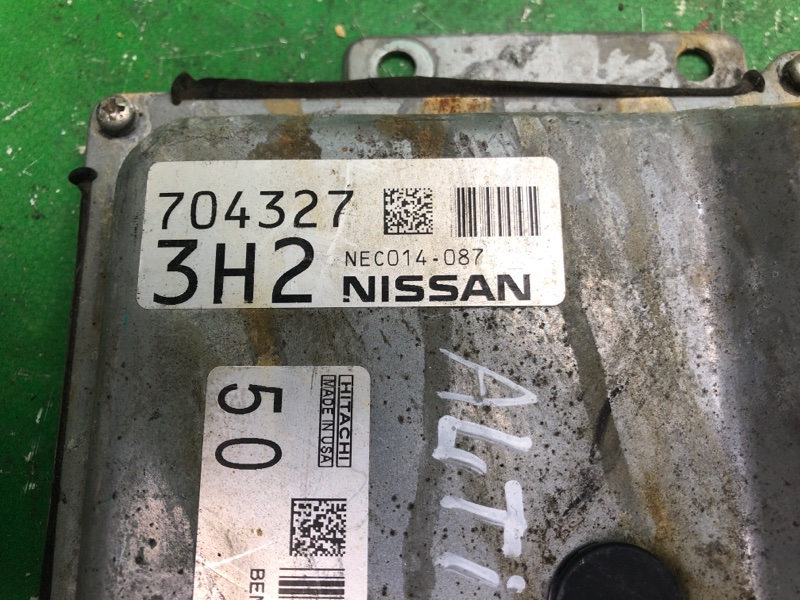 704327
3H2
NEC014-087
NISSAN
50
HITACHI
MADE IN USA
ALTi